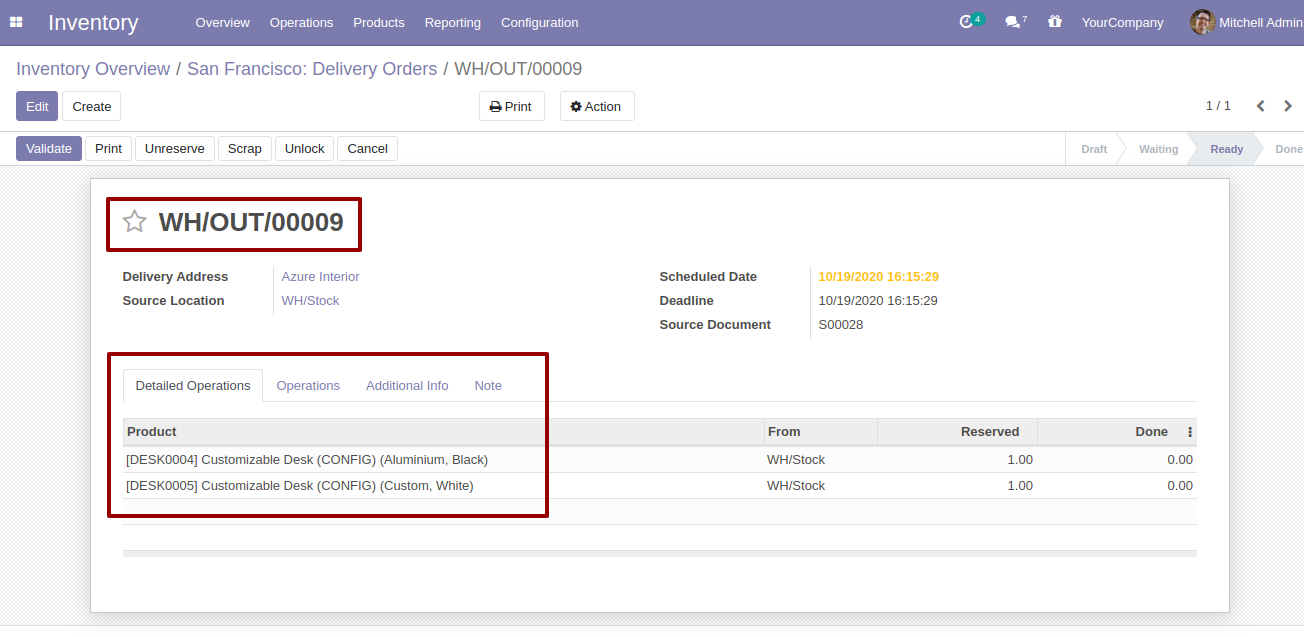 Inventory Overview Operations Products Reporting Configuration 4 7 YourCompany Mitchell Admin
Inventory Overview / San Francisco: Delivery Orders / WH/OUT/00009
Edit Create Print Action 1 / 1
Validate Print Unreserve Scrap Unlock Cancel Draft Waiting Ready Done
WH/OUT/00009
Delivery Address Azure Interior Scheduled Date 10/19/2020 16:15:29
Source Location WH/Stock Deadline 10/19/2020 16:15:29
Source Document S00028
Detailed Operations Operations Additional Info Note
Product From Reserved Done
[DESK0004] Customizable Desk (CONFIG) (Aluminium, Black) WH/Stock 1.00 0.00
[DESK0005] Customizable Desk (CONFIG) (Custom, White) WH/Stock 1.00 0.00